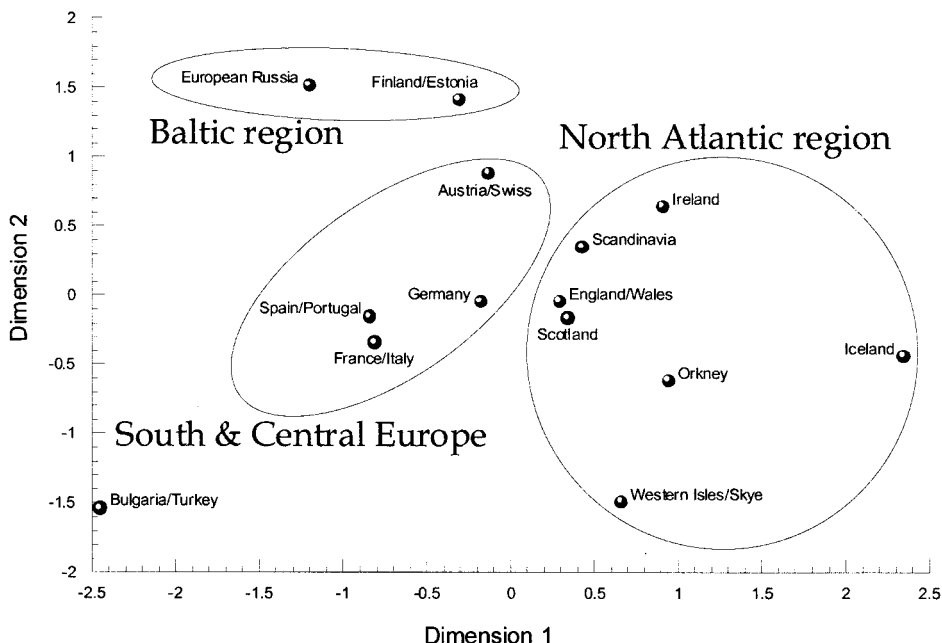 2
European Russia
Finland/Estonia
1.5
Baltic region
North Atlantic region
1
Austria/Swiss
Ireland
0.5
Scandinavia
Dimension 2
0
Germany
England/Wales
Spain/Portugal
Scotland
France/Italy
Iceland
-0.5
Orkney
-1
South & Central Europe
Bulgaria/Turkey
Western Isles/Skye
-1.5
-2
-2.5 -2 -1.5 -1 -0.5 0 0.5 1 1.5 2 2.5
Dimension 1